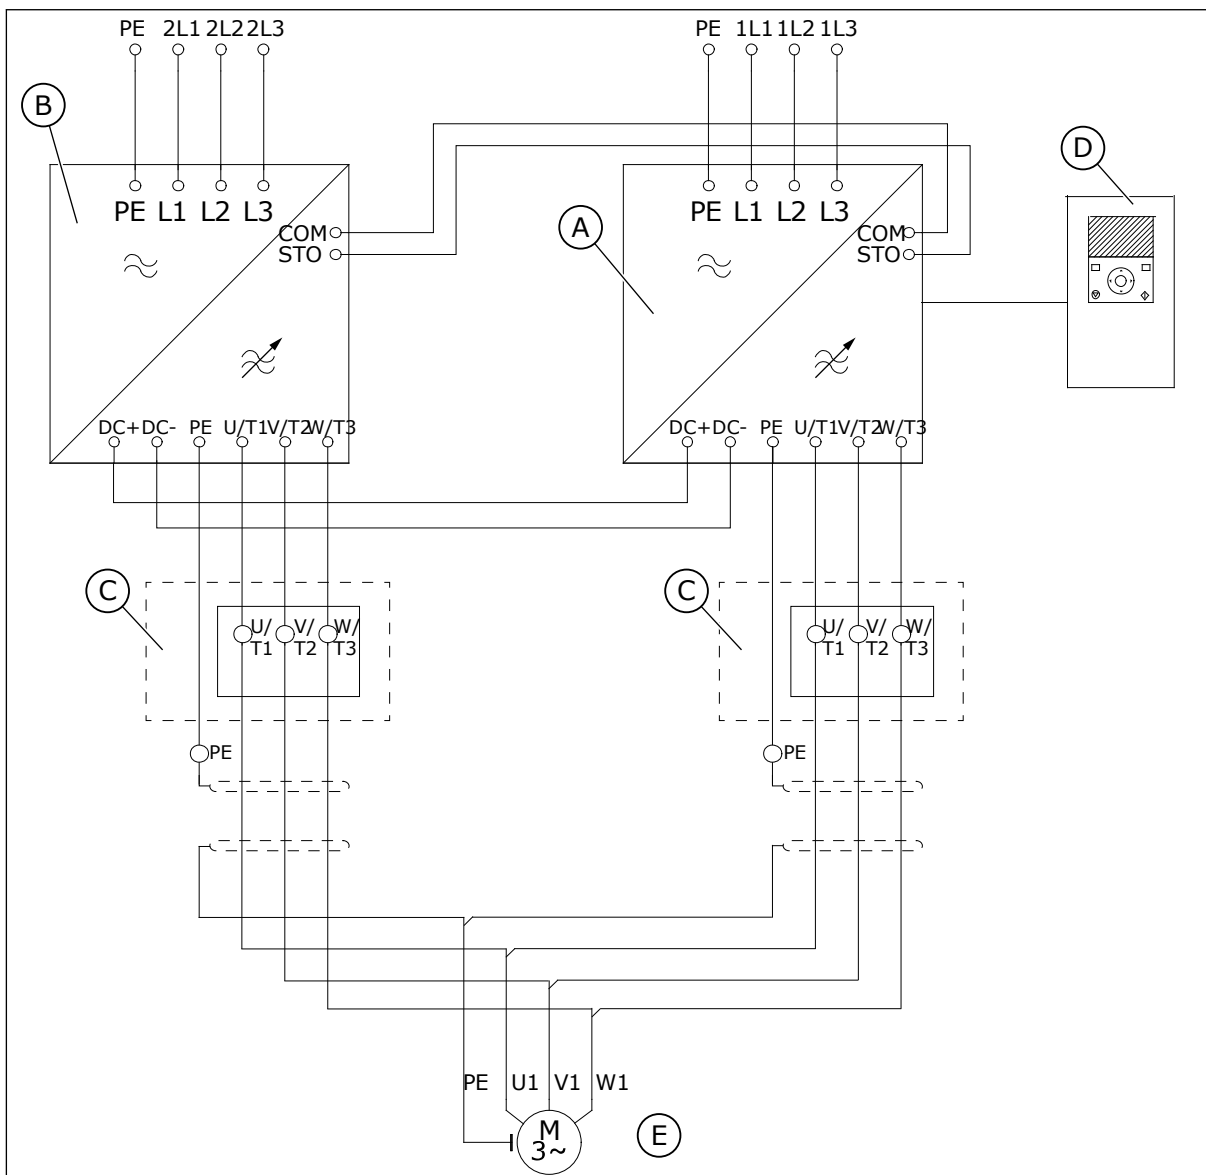 PE 2L1 2L2 2L3
PE 1L1 1L2 1L3
B
D
PE L1 L2 L3
PE L1 L2 L3
A
COM
STO
COM
STO
DC+ DC- PE U/T1 V/T2 W/T3
DC+ DC- PE U/T1 V/T2 W/T3
C
U/
T1
V/
T2
W/
T3
C
U/
T1
V/
T2
W/
T3
PE
PE
PE U1 V1 W1
M
3~
E